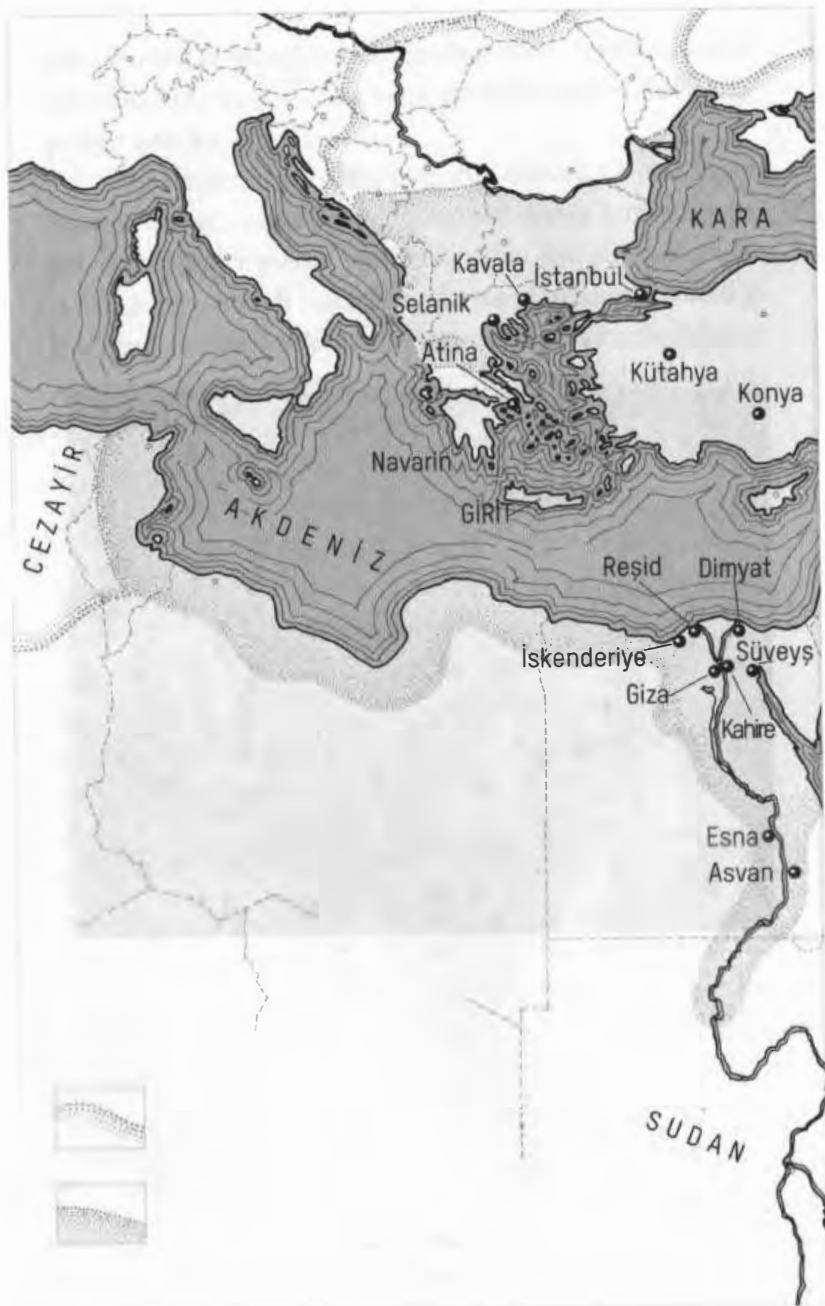 KARA
Kavala
İstanbul
Selanik
Atina
Kütahya
Konya
Navarin
GİRİT
CEZAYİR
AKDENİZ
Reşid
Dimyat
İskenderiye
Süveyş
Giza
Kahire
Esna
Asvan
SUDAN